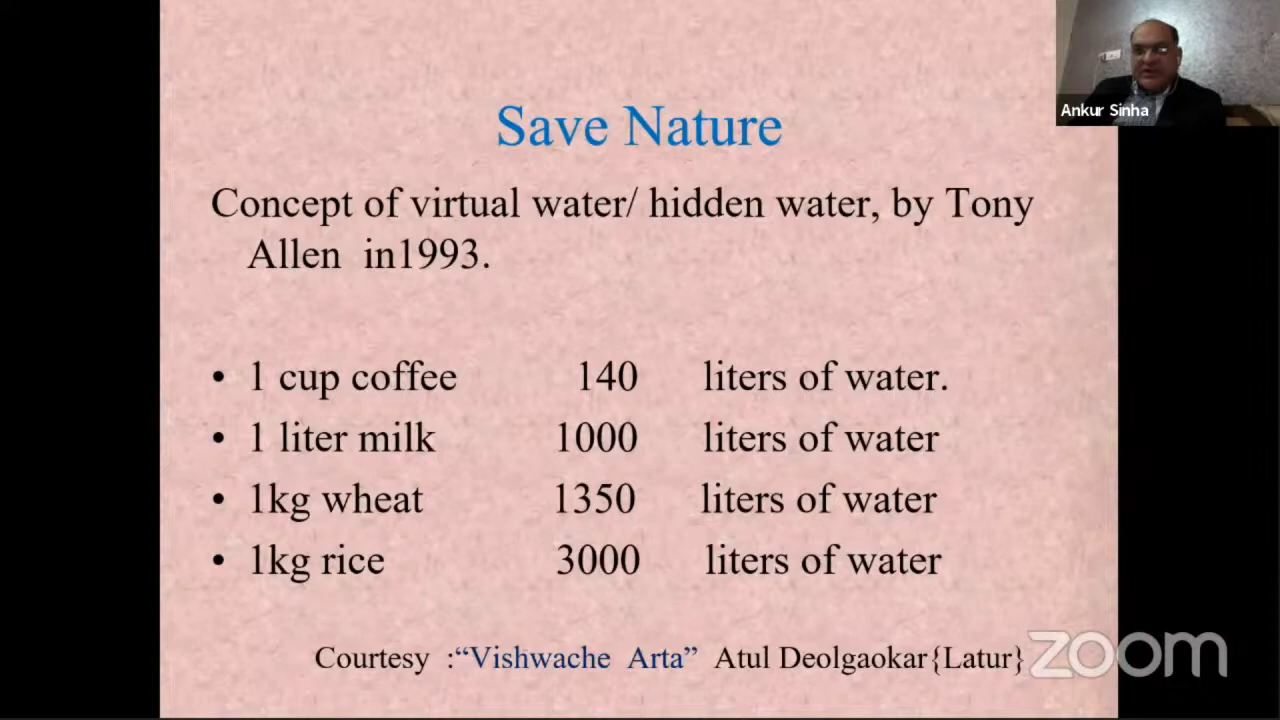 Save Nature
Concept of virtual water/ hidden water, by Tony
Allen in1993.
• 1 cup coffee 140 liters of water.
• 1 liter milk 1000 liters of water
• 1kg wheat 1350 liters of water
• 1kg rice 3000 liters of water
Courtesy :“Vishwache Arta” Atul Deolgaokar{Latur}
zoom
Ankur Sinha